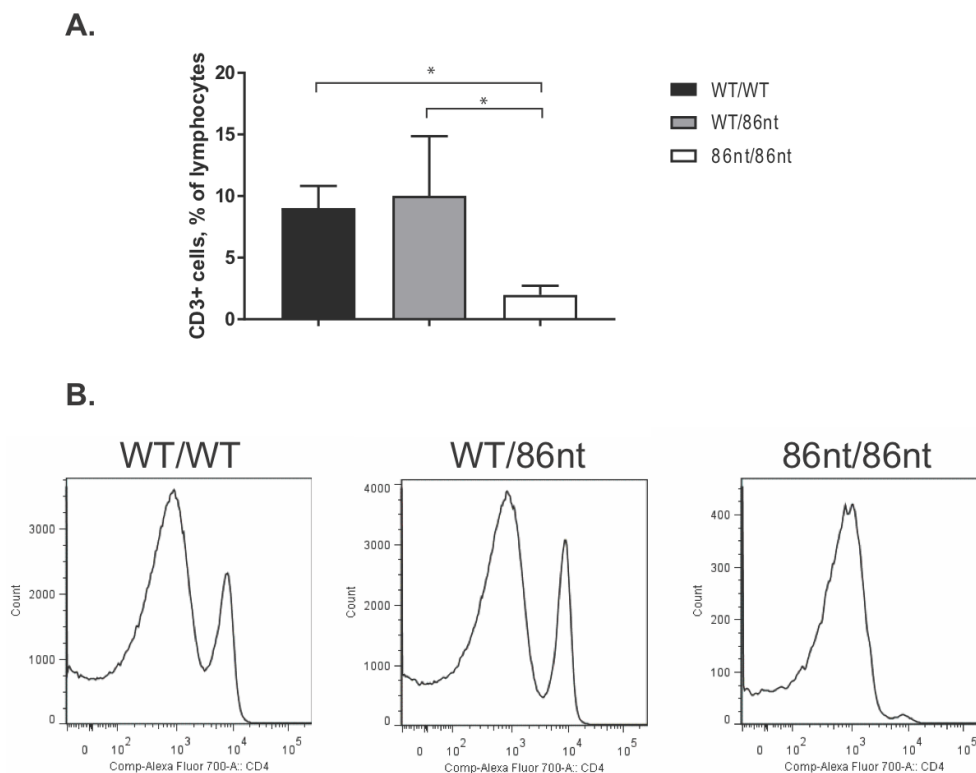 A.
CD3+ cells, % of lymphocytes
20
15
10
5
0
*
*
WT/WT
WT/86nt
86nt/86nt
B.
WT/WT
Count
3000
2000
1000
0
0 10^2 10^3 10^4 10^5
Comp-Alexa Fluor 700-A:: CD4
WT/86nt
Count
4000
3000
2000
1000
0
0 10^2 10^3 10^4 10^5
Comp-Alexa Fluor 700-A:: CD4
86nt/86nt
Count
400
300
200
100
0
0 10^2 10^3 10^4 10^5
Comp-Alexa Fluor 700-A:: CD4